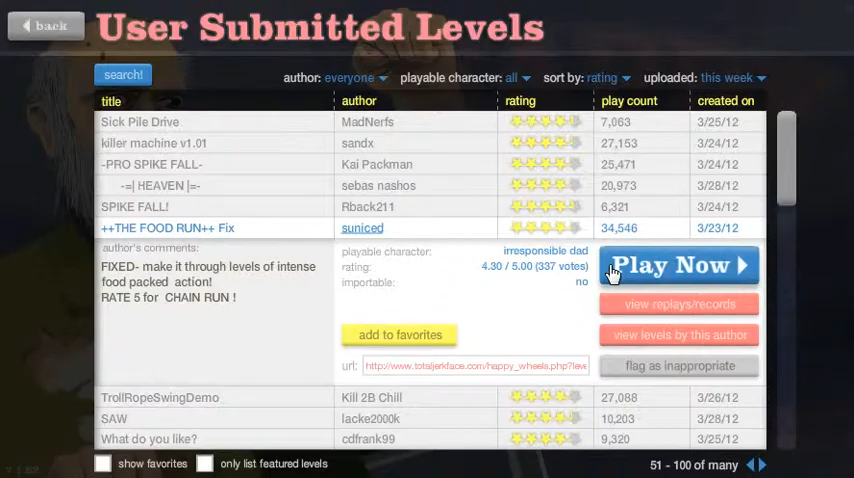 back
User Submitted Levels
search!
author: everyone playable character: all sort by: rating uploaded: this week
title author rating play count created on
Sick Pile Drive MadNerfs 7,063 3/25/12
killer machine v1.01 sandx 27,153 3/24/12
-PRO SPIKE FALL- Kai Packman 25,471 3/24/12
-=| HEAVEN |=- sebas nashos 20,973 3/28/12
SPIKE FALL! Rback211 6,321 3/24/12
++THE FOOD RUN++ Fix suniced 34,546 3/23/12
author's comments:
FIXED- make it through levels of intense
food packed action!
RATE 5 for CHAIN RUN !
playable character: irresponsible dad
rating: 4.30 / 5.00 (337 votes)
importable: no
add to favorites
url: http://www.totaljerkface.com/happy_wheels.php?leve
Play Now
view replays/records
view levels by this author
flag as inappropriate
TrollRopeSwingDemo Kill 2B Chill 27,088 3/26/12
SAW lacke2000k 10,203 3/28/12
What do you like? cdfrank99 9,320 3/25/12
show favorites only list featured levels 51 - 100 of many